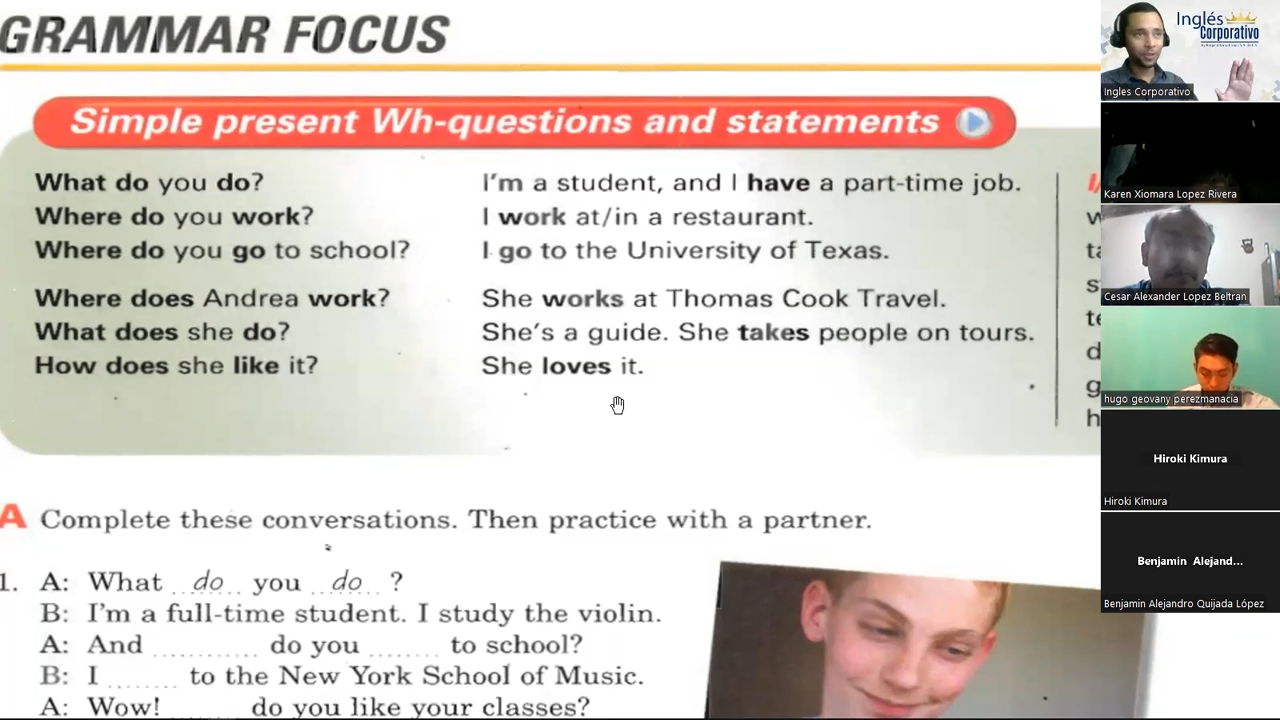 GRAMMAR FOCUS
Simple present Wh-questions and statements
What do you do? I'm a student, and I have a part-time job.
Where do you work? I work at/in a restaurant.
Where do you go to school? I go to the University of Texas.
Where does Andrea work? She works at Thomas Cook Travel.
What does she do? She's a guide. She takes people on tours.
How does she like it? She loves it.
A Complete these conversations. Then practice with a partner.
1. A: What do you do ?
B: I'm a full-time student. I study the violin.
A: And ............ do you ........ to school?
B: I ........ to the New York School of Music.
A: Wow! ........ do you like your classes?
Inglés
Corporativo
Ingles Corporativo
Karen Xiomara Lopez Rivera
Cesar Alexander Lopez Beltran
hugo geovany perezmanacia
Hiroki Kimura
Hiroki Kimura
Benjamin Alejand...
Benjamin Alejandro Quijada López